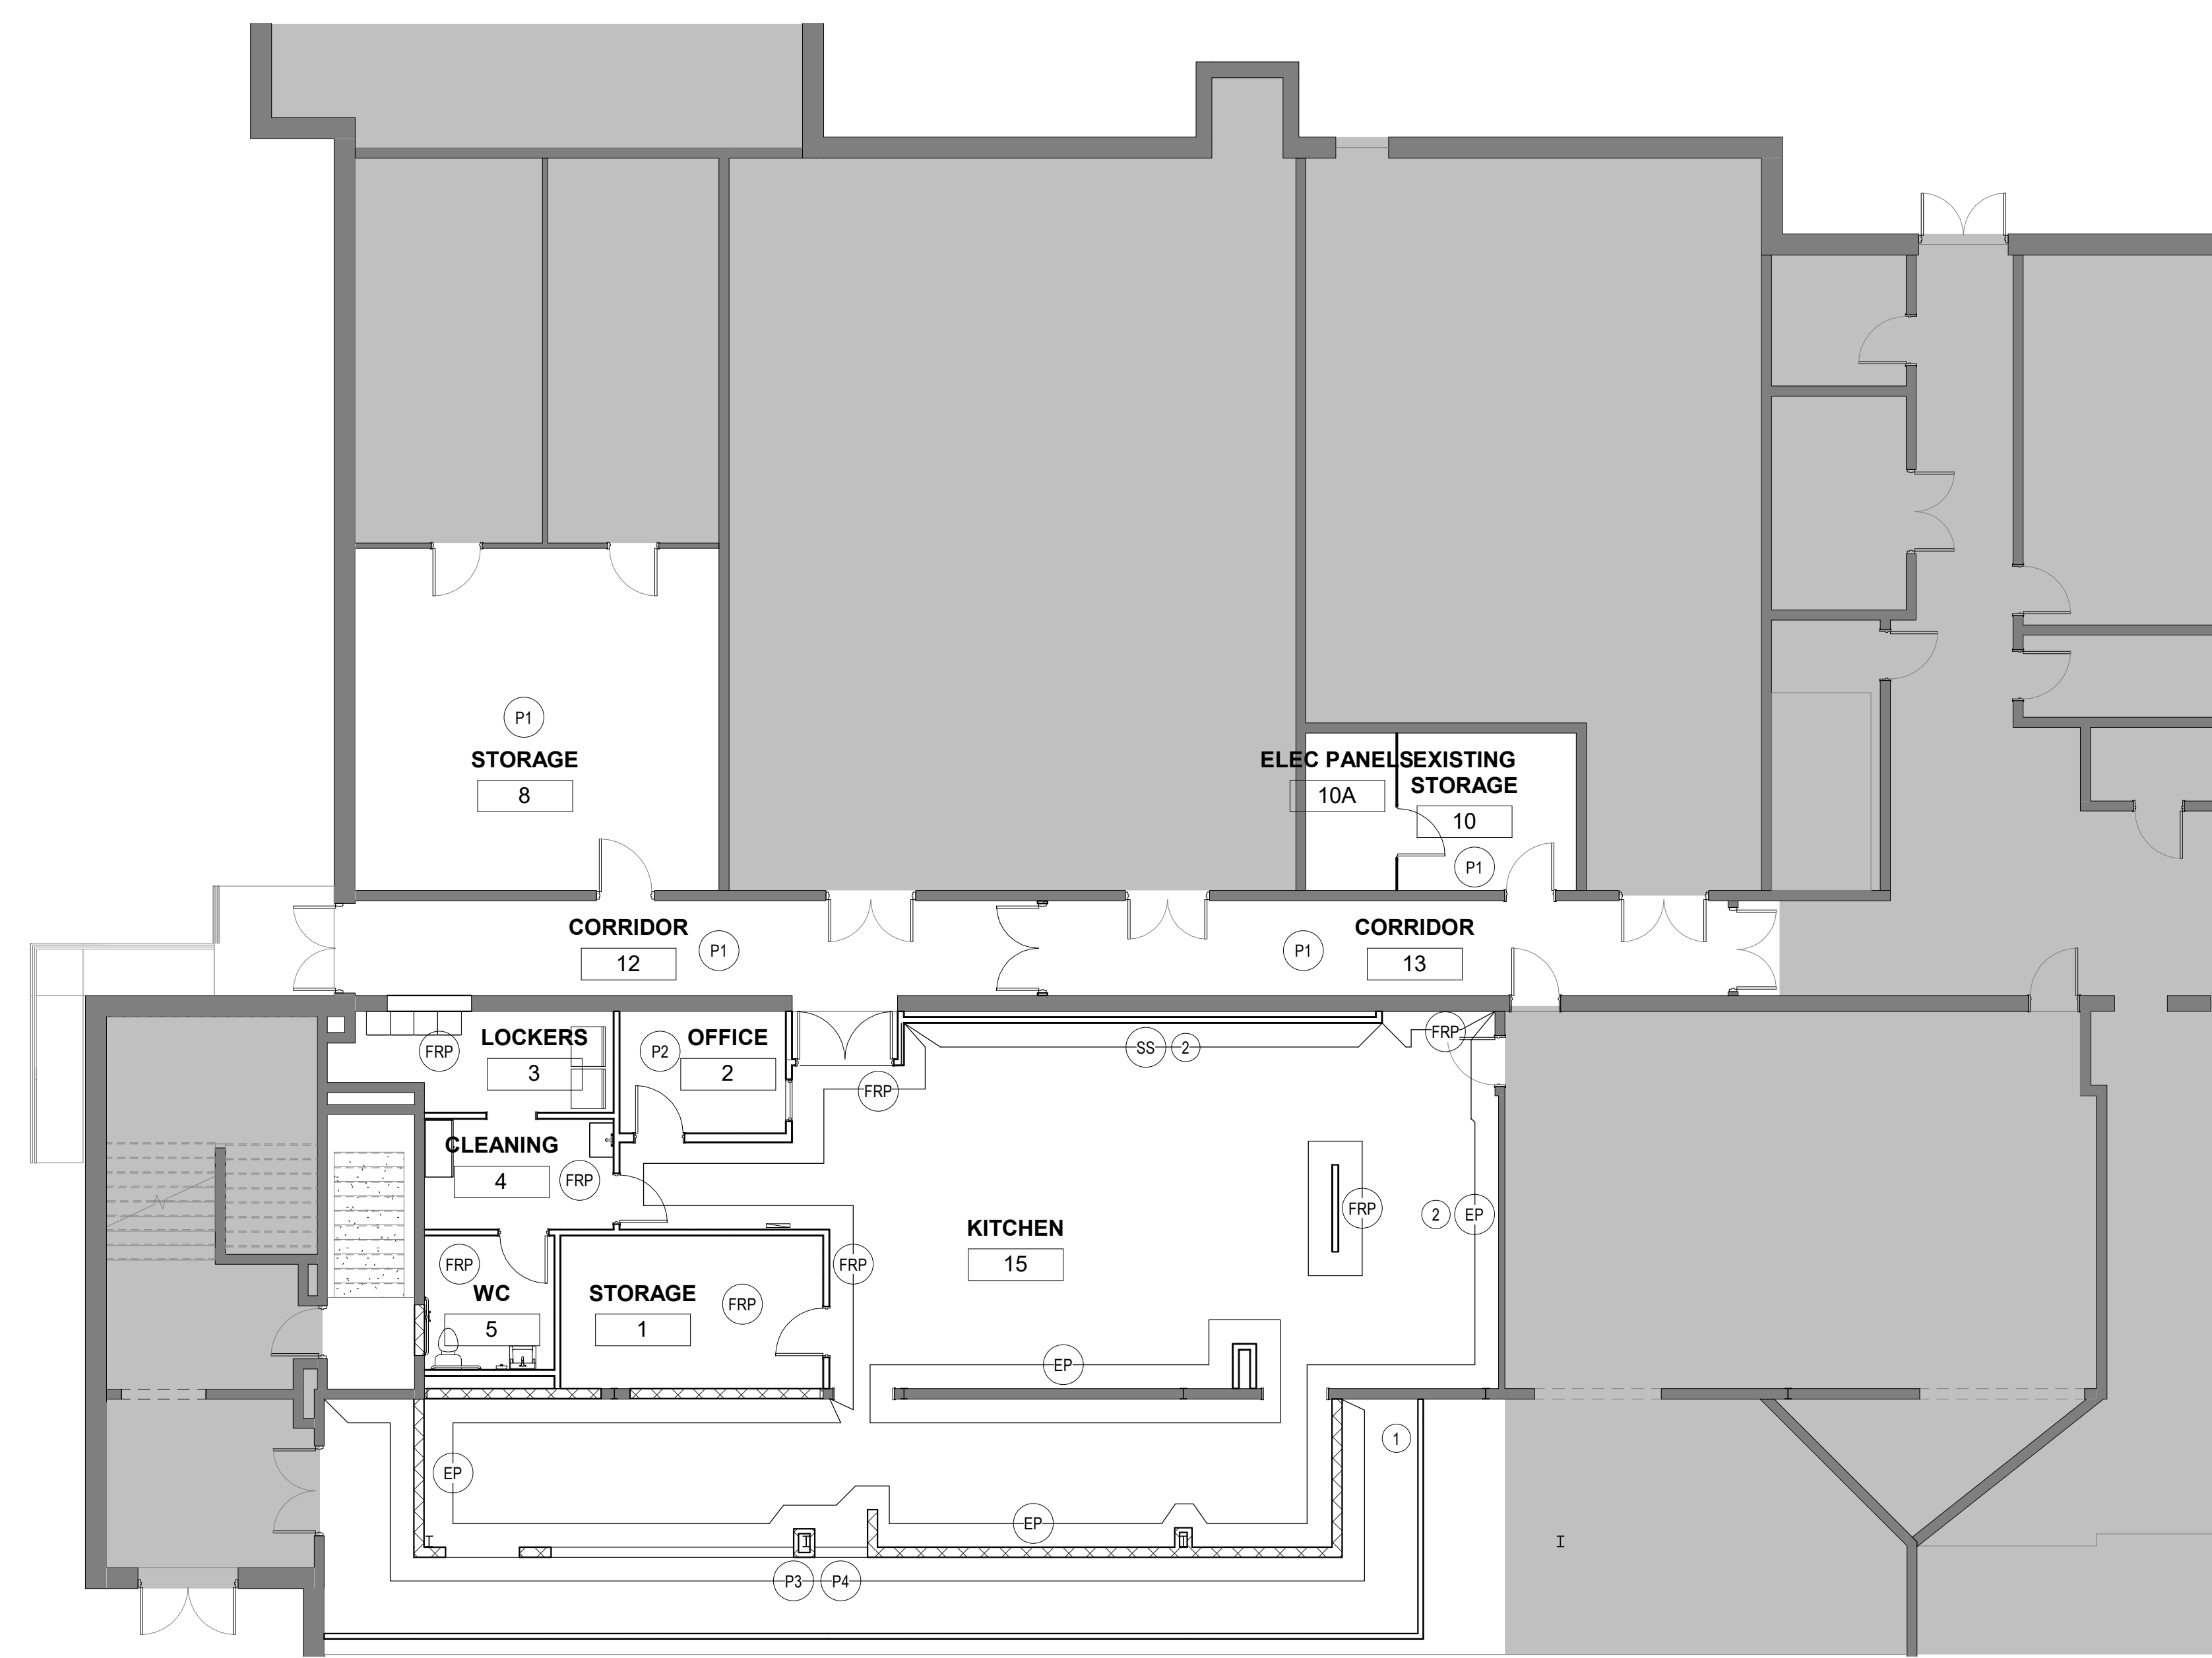 P1
STORAGE
8
ELEC PANELS
10A
EXISTING
STORAGE
10
P1
CORRIDOR
12
P1
P1
CORRIDOR
13
FRP
LOCKERS
3
P2
OFFICE
2
SS
2
FRP
FRP
CLEANING
4
FRP
FRP
2
EP
KITCHEN
15
FRP
WC
5
STORAGE
1
FRP
FRP
EP
1
EP
EP
P3
P4